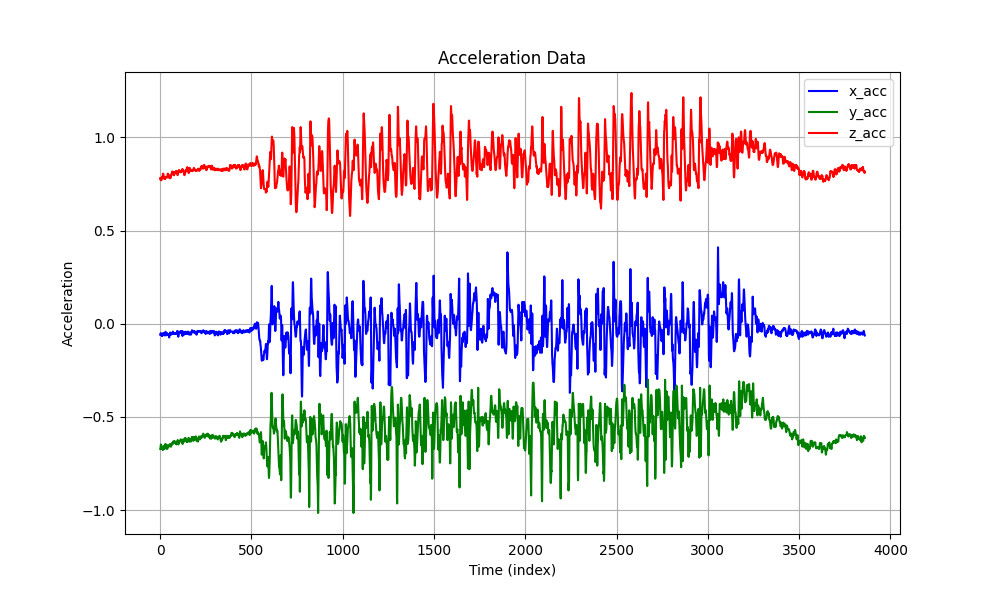 Acceleration Data
x_acc
y_acc
z_acc
1.0
0.5
0.0
−0.5
−1.0
Acceleration
0 500 1000 1500 2000 2500 3000 3500 4000
Time (index)